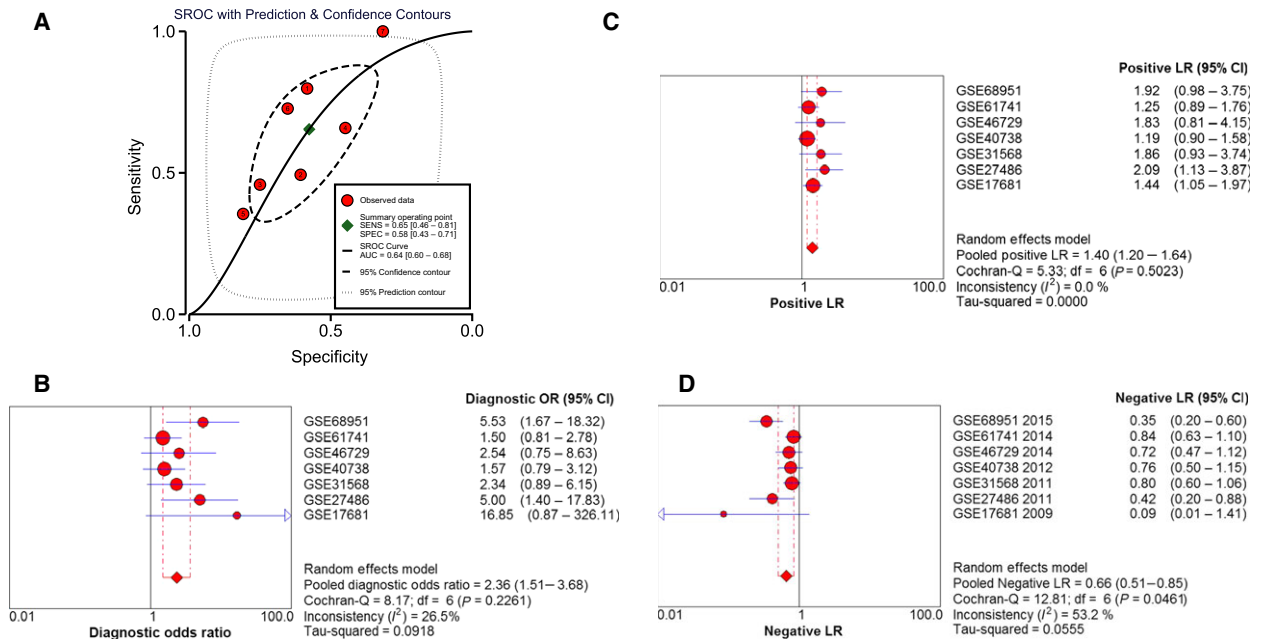 A
SROC with Prediction & Confidence Contours
Sensitivity
1.0
0.5
0.0
1.0
0.5
0.0
Specificity
Observed data
Summary operating point
SENS = 0.65 [0.46 – 0.81]
SPEC = 0.58 [0.43 – 0.71]
SROC Curve
AUC = 0.64 [0.60 – 0.68]
95% Confidence contour
95% Prediction contour
C
Positive LR (95% CI)
GSE68951 1.92 (0.98 – 3.75)
GSE61741 1.25 (0.89 – 1.76)
GSE46729 1.83 (0.81 – 4.15)
GSE40738 1.19 (0.90 – 1.58)
GSE31568 1.86 (0.93 – 3.74)
GSE27486 2.09 (1.13 – 3.87)
GSE17681 1.44 (1.05 – 1.97)
Random effects model
Pooled positive LR = 1.40 (1.20 – 1.64)
Cochran-Q = 5.33; df = 6 (P = 0.5023)
Inconsistency (I²) = 0.0 %
Tau-squared = 0.0000
0.01 1 100.0
Positive LR
B
Diagnostic OR (95% CI)
GSE68951 5.53 (1.67 – 18.32)
GSE61741 1.50 (0.81 – 2.78)
GSE46729 2.54 (0.75 – 8.63)
GSE40738 1.57 (0.79 – 3.12)
GSE31568 2.34 (0.89 – 6.15)
GSE27486 5.00 (1.40 – 17.83)
GSE17681 16.85 (0.87 – 326.11)
Random effects model
Pooled diagnostic odds ratio = 2.36 (1.51–3.68)
Cochran-Q = 8.17; df = 6 (P = 0.2261)
Inconsistency (I²) = 26.5%
Tau-squared = 0.0918
0.01 1 100.0
Diagnostic odds ratio
D
Negative LR (95% CI)
GSE68951 2015 0.35 (0.20 – 0.60)
GSE61741 2014 0.84 (0.63 – 1.10)
GSE46729 2014 0.72 (0.47 – 1.12)
GSE40738 2012 0.76 (0.50 – 1.15)
GSE31568 2011 0.80 (0.60 – 1.06)
GSE27486 2011 0.42 (0.20 – 0.88)
GSE17681 2009 0.09 (0.01 – 1.41)
Random effects model
Pooled Negative LR = 0.66 (0.51–0.85)
Cochran-Q = 12.81; df = 6 (P = 0.0461)
Inconsistency (I²) = 53.2 %
Tau-squared = 0.0555
0.01 1 100.0
Negative LR